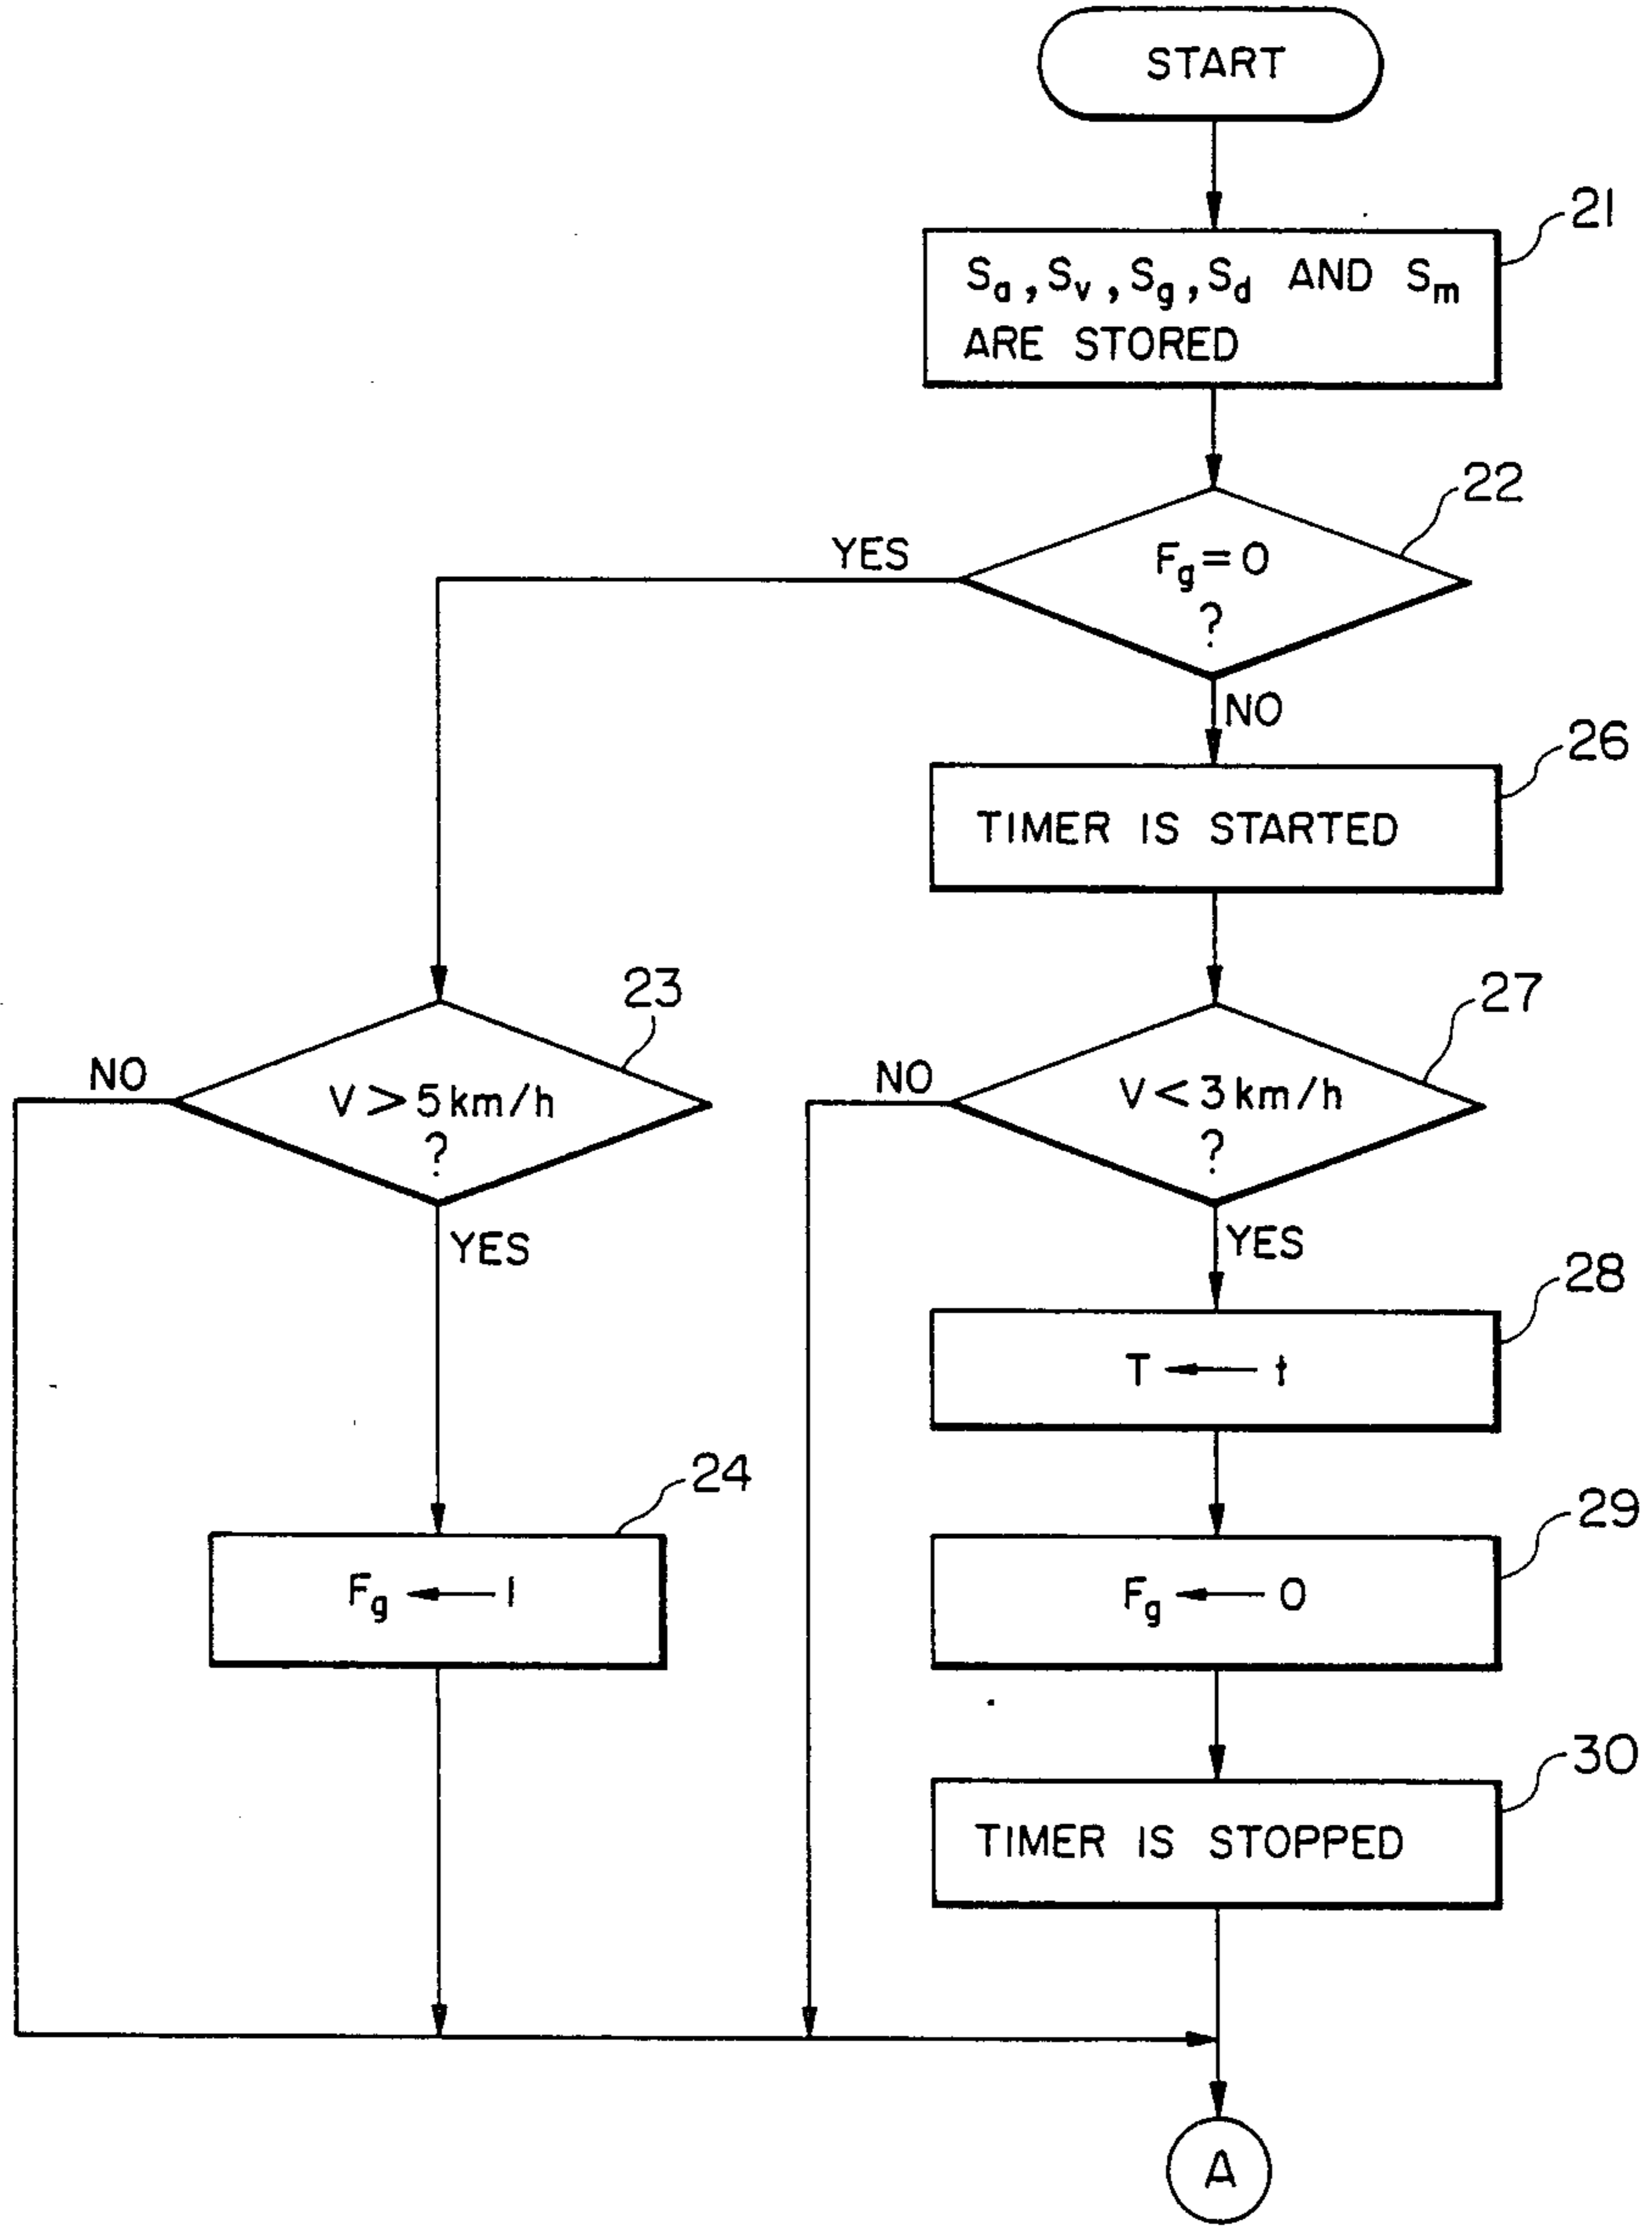 START
21
Sa, Sv, Sg, Sd AND Sm
ARE STORED
22
YES
Fg = 0
?
NO
26
TIMER IS STARTED
23
27
NO
V > 5 km/h
?
NO
V < 3 km/h
?
YES
YES
28
T ← t
24
29
Fg ← 1
Fg ← 0
30
TIMER IS STOPPED
A